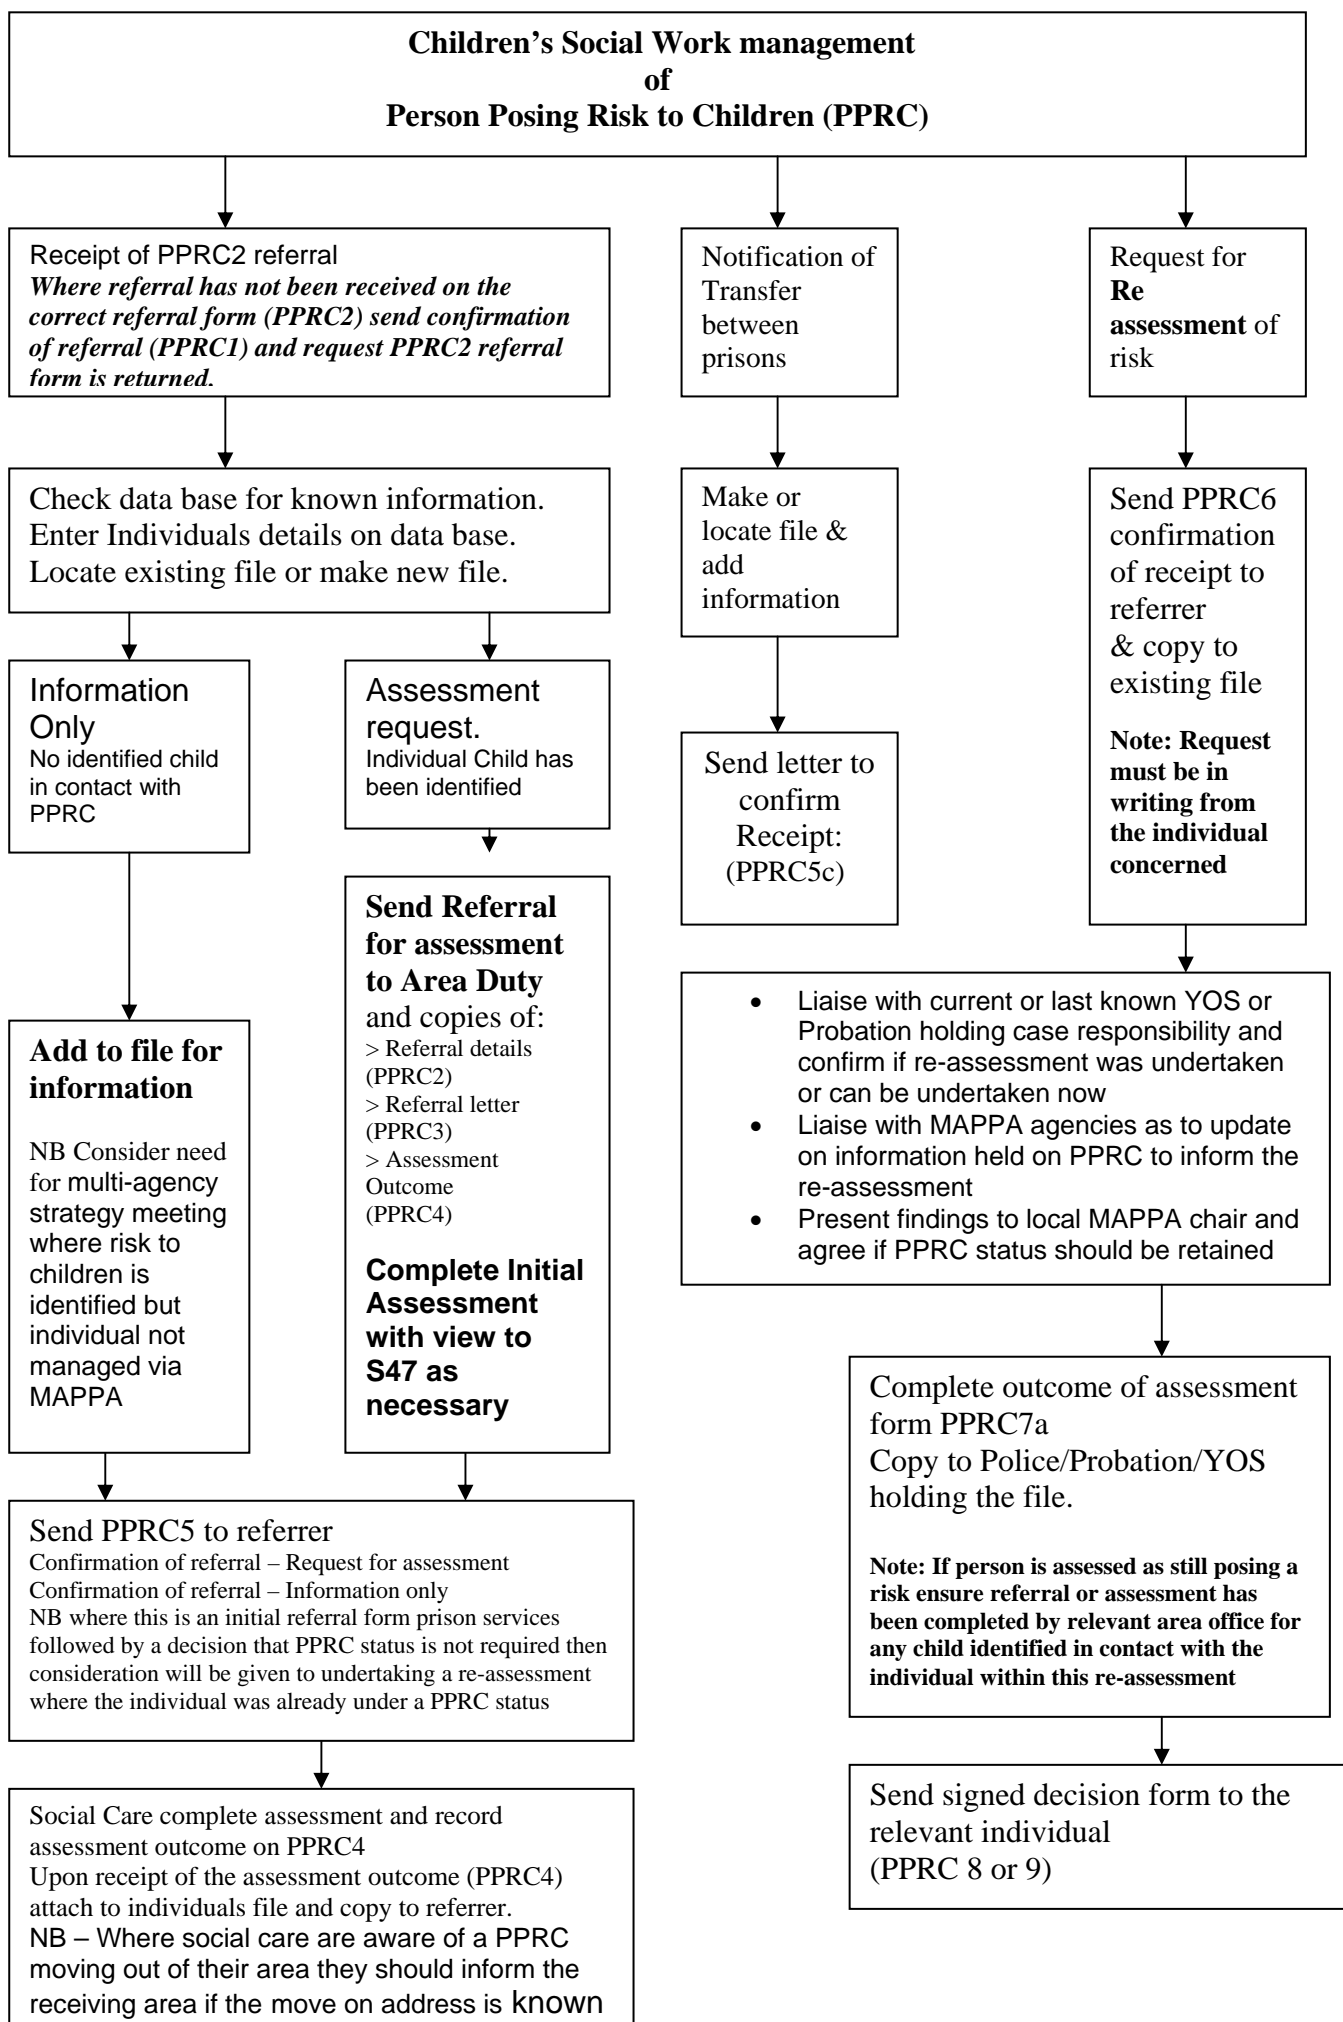 Children’s Social Work management
of
Person Posing Risk to Children (PPRC)
Receipt of PPRC2 referral
Where referral has not been received on the
correct referral form (PPRC2) send confirmation
of referral (PPRC1) and request PPRC2 referral
form is returned.
Check data base for known information.
Enter Individuals details on data base.
Locate existing file or make new file.
Information
Only
No identified child
in contact with
PPRC
Add to file for
information
NB Consider need
for multi-agency
strategy meeting
where risk to
children is
identified but
individual not
managed via
MAPPA
Assessment
request.
Individual Child has
been identified
Send Referral
for assessment
to Area Duty
and copies of:
> Referral details
(PPRC2)
> Referral letter
(PPRC3)
> Assessment
Outcome
(PPRC4)
Complete Initial
Assessment
with view to
S47 as
necessary
Send PPRC5 to referrer
Confirmation of referral – Request for assessment
Confirmation of referral – Information only
NB where this is an initial referral form prison services
followed by a decision that PPRC status is not required then
consideration will be given to undertaking a re-assessment
where the individual was already under a PPRC status
Social Care complete assessment and record
assessment outcome on PPRC4
Upon receipt of the assessment outcome (PPRC4)
attach to individuals file and copy to referrer.
NB – Where social care are aware of a PPRC
moving out of their area they should inform the
receiving area if the move on address is known
Notification of
Transfer
between
prisons
Make or
locate file &
add
information
Send letter to
confirm
Receipt:
(PPRC5c)
Request for
Re
assessment of
risk
Send PPRC6
confirmation
of receipt to
referrer
& copy to
existing file
Note: Request
must be in
writing from
the individual
concerned
• Liaise with current or last known YOS or
Probation holding case responsibility and
confirm if re-assessment was undertaken
or can be undertaken now
• Liaise with MAPPA agencies as to update
on information held on PPRC to inform the
re-assessment
• Present findings to local MAPPA chair and
agree if PPRC status should be retained
Complete outcome of assessment
form PPRC7a
Copy to Police/Probation/YOS
holding the file.
Note: If person is assessed as still posing a
risk ensure referral or assessment has
been completed by relevant area office for
any child identified in contact with the
individual within this re-assessment
Send signed decision form to the
relevant individual
(PPRC 8 or 9)